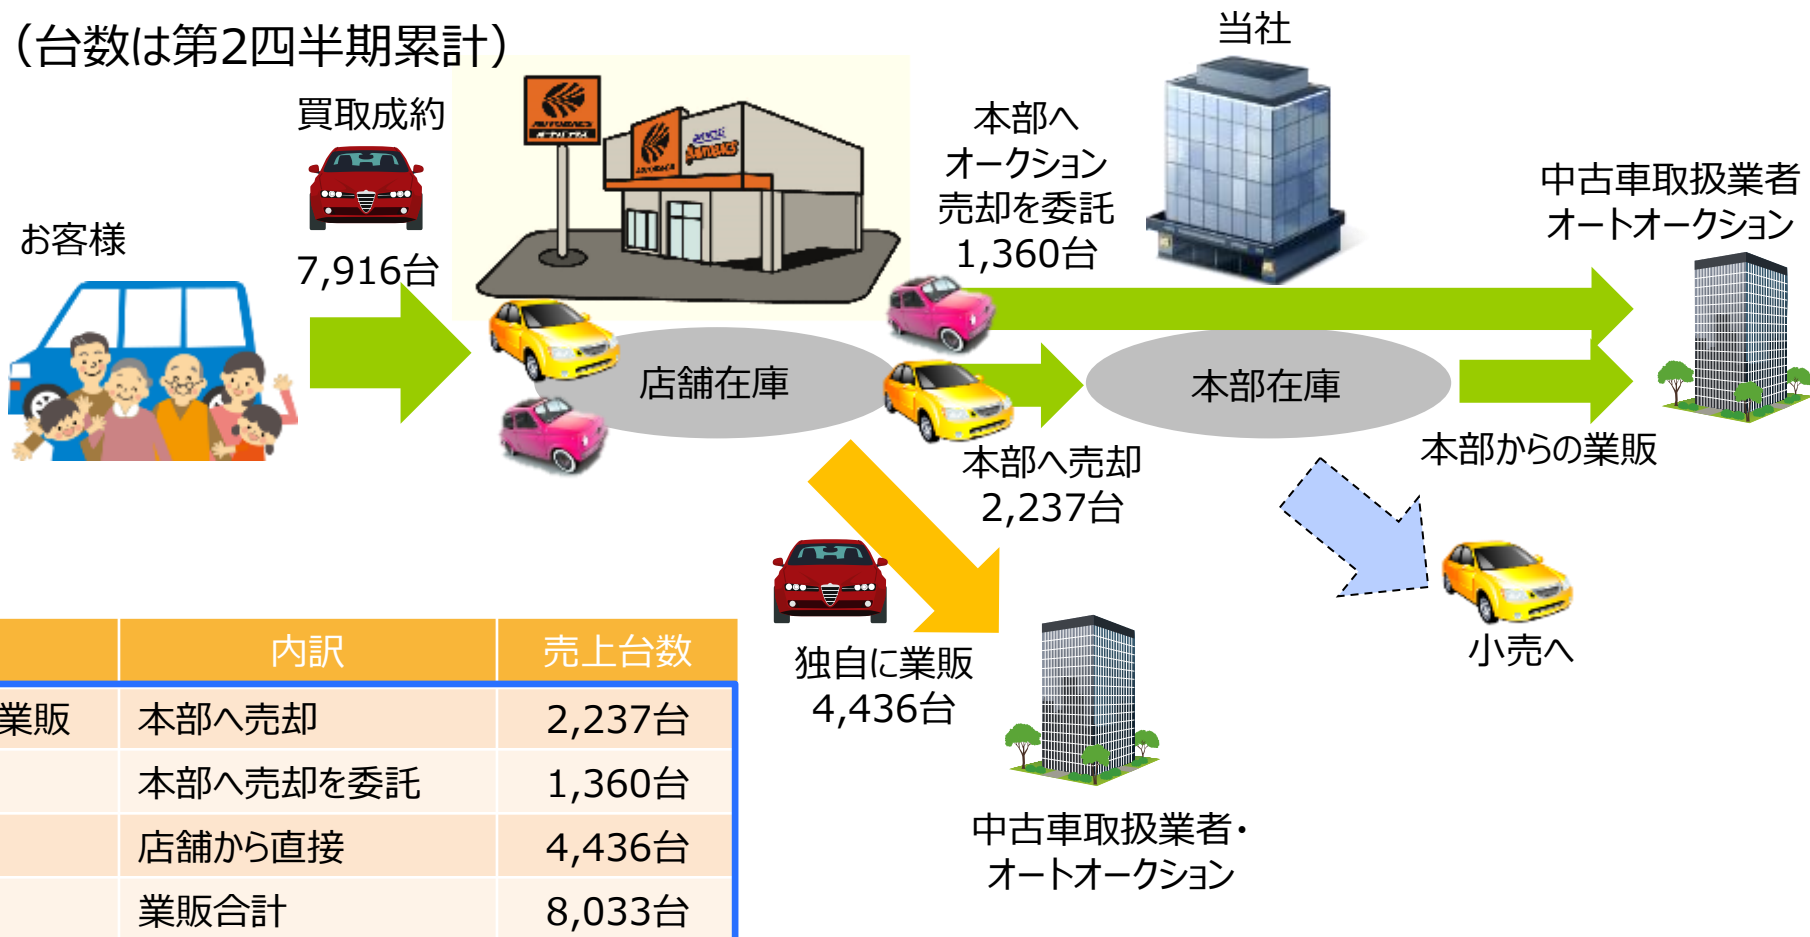 （台数は第2四半期累計）
当社
買取成約
7,916台
お客様
AUTOBACS
本部へ
オークション
売却を委託
1,360台
中古車取扱業者
オートオークション
店舗在庫
本部在庫
本部へ売却
2,237台
本部からの業販
独自に業販
4,436台
小売へ
中古車取扱業者・
オートオークション
内訳 売上台数
業販 本部へ売却 2,237台
本部へ売却を委託 1,360台
店舗から直接 4,436台
業販合計 8,033台